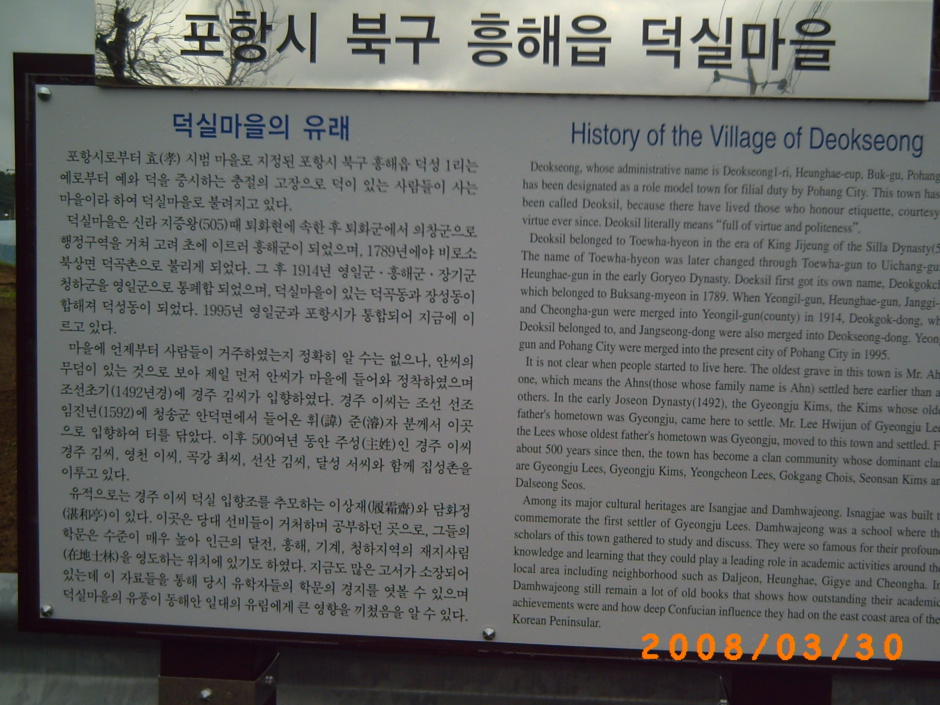 포항시 북구 흥해읍 덕실마을
덕실마을의 유래
포항시로부터 효(孝) 시범 마을로 지정된 포항시 북구 흥해읍 덕성 1리는
예로부터 예와 덕을 중시하는 충절의 고장으로 덕이 있는 사람들이 사는
마을이라 하여 덕실마을로 불려지고 있다.
덕실마을은 신라 지증왕(505)때 퇴화현에 속한 후 퇴화군에서 의창군으로
행정구역을 거쳐 고려 초에 이르러 흥해군이 되었으며, 1789년에야 비로소
북상면 덕곡촌으로 불리게 되었다. 그 후 1914년 영일군·흥해군·장기군
청하군을 영일군으로 통폐합 되었으며, 덕실마을이 있는 덕곡동과 장성동이
합해져 덕성동이 되었다. 1995년 영일군과 포항시가 통합되어 지금에 이
르고 있다.
마을에 언제부터 사람들이 거주하였는지 정확히 알 수는 없으나, 안씨의
무덤이 있는 것으로 보아 제일 먼저 안씨가 마을에 들어와 정착하였으며
조선초기(1492년경)에 경주 김씨가 입향하였다. 경주 이씨는 조선 선조
임진년(1592)에 청송군 안덕면에서 들어온 휘(諱) 준(濬)자 분께서 이곳
으로 입향하여 터를 닦았다. 이후 500여년 동안 주성(主姓)인 경주 이씨
경주 김씨, 영천 이씨, 곡강 최씨, 선산 김씨, 달성 서씨와 함께 집성촌을
이루고 있다.
유적으로는 경주 이씨 덕실 입향조를 추모하는 이상재(履霜齋)와 담화정
(湛和亭)이 있다. 이곳은 당대 선비들이 거처하며 공부하던 곳으로, 그들의
학문은 수준이 매우 높아 인근의 달전, 흥해, 기계, 청하지역의 재지사림
(在地士林)을 영도하는 위치에 있기도 하였다. 지금도 많은 고서가 소장되어
있는데 이 자료들을 통해 당시 유학자들의 학문의 경지를 엿볼 수 있으며
덕실마을의 유풍이 동해안 일대의 유림에게 큰 영향을 끼쳤음을 알 수 있다.
History of the Village of Deokseong
Deokseong, whose administrative name is Deokseong1-ri, Heunghae-eup, Buk-gu, Pohang
has been designated as a role model town for filial duty by Pohang City. This town has
been called Deoksil, because there have lived those who honour etiquette, courtesy
virtue ever since. Deoksil literally means "full of virtue and politeness".
Deoksil belonged to Toewha-hyeon in the era of King Jijeung of the Silla Dynasty(5
The name of Toewha-hyeon was later changed through Toewha-gun to Uichang-gu
Heunghae-gun in the early Goryeo Dynasty. Doeksil first got its own name, Deokgokch
which belonged to Buksang-myeon in 1789. When Yeongil-gun, Heunghae-gun, Janggi-
and Cheongha-gun were merged into Yeongil-gun(county) in 1914, Deokgok-dong, wh
Deoksil belonged to, and Jangseong-dong were also merged into Deokseong-dong. Yeon
gun and Pohang City were merged into the present city of Pohang City in 1995.
It is not clear when people started to live here. The oldest grave in this town is Mr. Ah
one, which means the Ahns(those whose family name is Ahn) settled here earlier than a
others. In the early Joseon Dynasty(1492), the Gyeongju Kims, the Kims whose olde
father's hometown was Gyeongju, came here to settle. Mr. Lee Hwijun of Gyeongju Lee
the Lees whose oldest father's hometown was Gyeongju, moved to this town and settled. F
about 500 years since then, the town has become a clan community whose dominant clan
are Gyeongju Lees, Gyeongju Kims, Yeongcheon Lees, Gokgang Chois, Seonsan Kims an
Dalseong Seos.
Among its major cultural heritages are Isangjae and Damhwajeong. Isnagjae was built t
commemorate the first settler of Gyeongju Lees. Damhwajeong was a school where th
scholars of this town gathered to study and discuss. They were so famous for their profoun
knowledge and learning that they could play a leading role in academic activities around the
local area including neighborhood such as Daljeon, Heunghae, Gigye and Cheongha. In
Damhwajeong still remain a lot of old books that shows how outstanding their academic
achievements were and how deep Confucian influence they had on the east coast area of the
Korean Peninsular.
2008/03/30